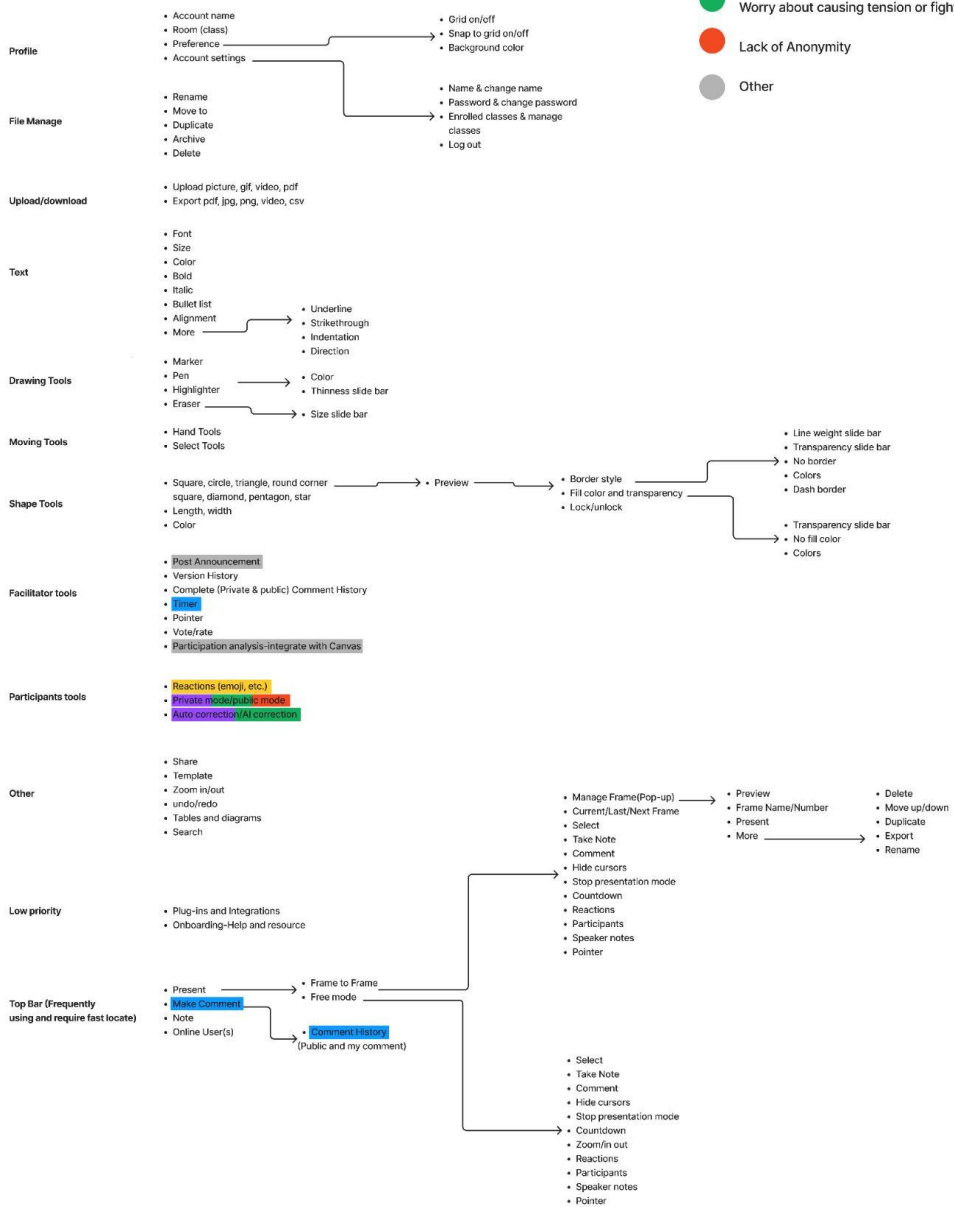 Worry about causing tension or figh
Lack of Anonymity
Other
Profile
• Account name
• Room (class)
• Preference
• Account settings
• Grid on/off
• Snap to grid on/off
• Background color
• Name & change name
• Password & change password
• Enrolled classes & manage
classes
• Log out
File Manage
• Rename
• Move to
• Duplicate
• Archive
• Delete
Upload/download
• Upload picture, gif, video, pdf
• Export pdf, jpg, png, video, csv
Text
• Font
• Size
• Color
• Bold
• Italic
• Bullet list
• Alignment
• More
• Underline
• Strikethrough
• Indentation
• Direction
Drawing Tools
• Marker
• Pen
• Highlighter
• Eraser
• Color
• Thinness slide bar
• Size slide bar
Moving Tools
• Hand Tools
• Select Tools
Shape Tools
• Square, circle, triangle, round corner
square, diamond, pentagon, star
• Length, width
• Color
• Preview
• Border style
• Fill color and transparency
• Lock/unlock
• Line weight slide bar
• Transparency slide bar
• No border
• Colors
• Dash border
• Transparency slide bar
• No fill color
• Colors
Facilitator tools
• Post Announcement
• Version History
• Complete (Private & public) Comment History
• Timer
• Pointer
• Vote/rate
• Participation analysis-integrate with Canvas
Participants tools
• Reactions (emoji, etc.)
• Private mode/public mode
• Auto correction/AI correction
Other
• Share
• Template
• Zoom in/out
• undo/redo
• Tables and diagrams
• Search
Low priority
• Plug-ins and Integrations
• Onboarding-Help and resource
Top Bar (Frequently
using and require fast locate)
• Present
• Make Comment
• Note
• Online User(s)
• Frame to Frame
• Free mode
• Comment History
(Public and my comment)
• Manage Frame(Pop-up)
• Current/Last/Next Frame
• Select
• Take Note
• Comment
• Hide cursors
• Stop presentation mode
• Countdown
• Reactions
• Participants
• Speaker notes
• Pointer
• Preview
• Frame Name/Number
• Present
• More
• Delete
• Move up/down
• Duplicate
• Export
• Rename
• Select
• Take Note
• Comment
• Hide cursors
• Stop presentation mode
• Countdown
• Zoom/in out
• Reactions
• Participants
• Speaker notes
• Pointer